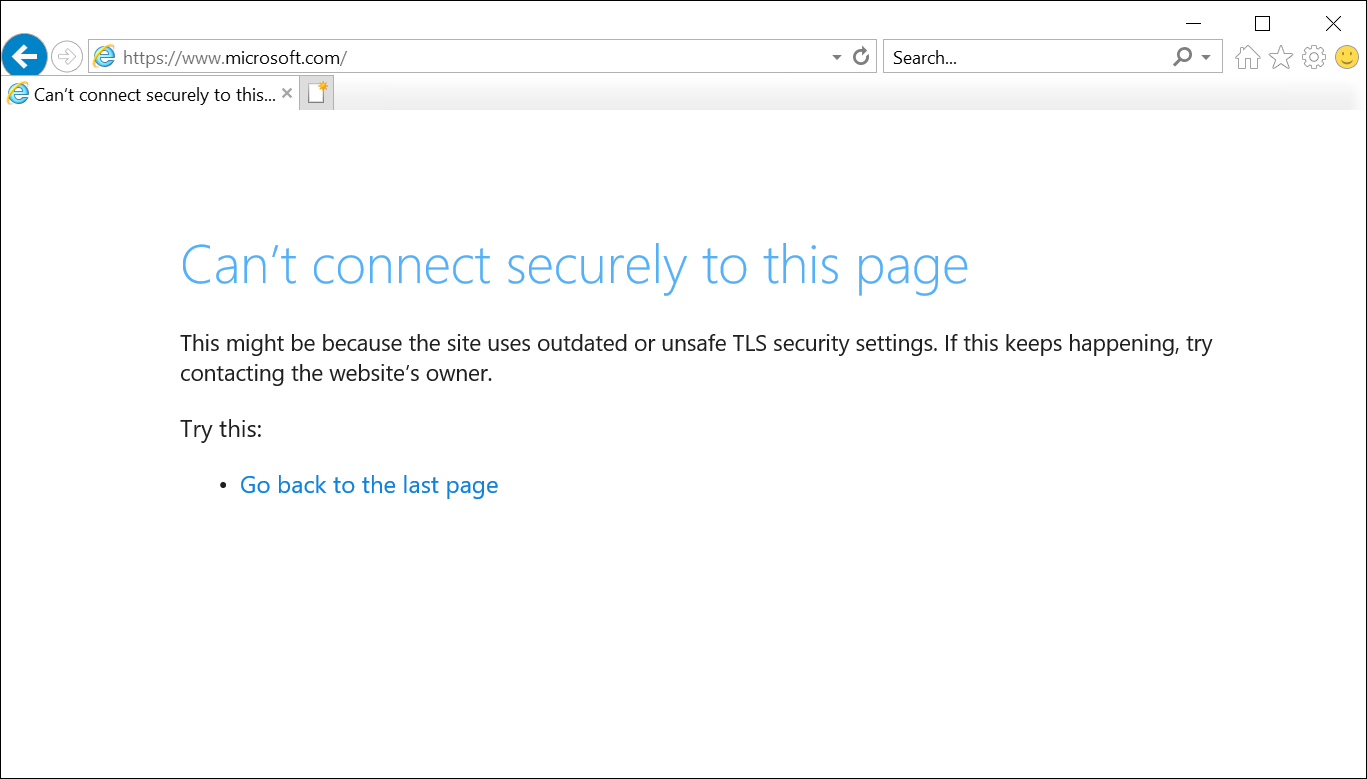 https://www.microsoft.com/
Search...
Can’t connect securely to this...
Can’t connect securely to this page
This might be because the site uses outdated or unsafe TLS security settings. If this keeps happening, try
contacting the website’s owner.
Try this:
• Go back to the last page